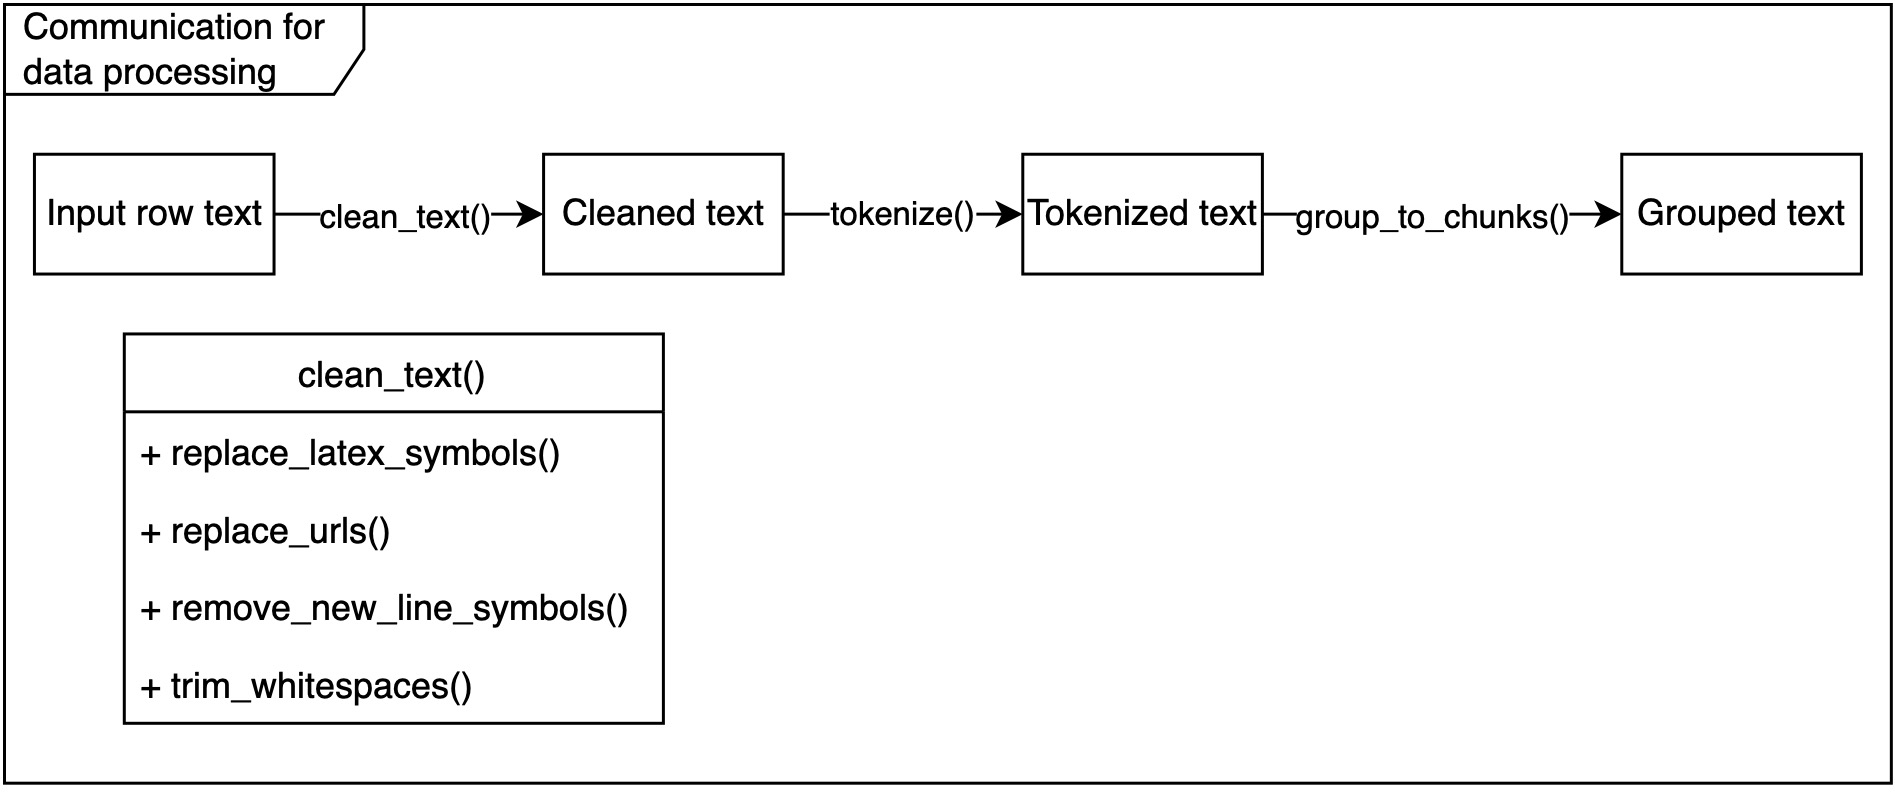 Communication for
data processing
Input row text
clean_text()
Cleaned text
tokenize()
Tokenized text
group_to_chunks()
Grouped text
clean_text()
+ replace_latex_symbols()
+ replace_urls()
+ remove_new_line_symbols()
+ trim_whitespaces()